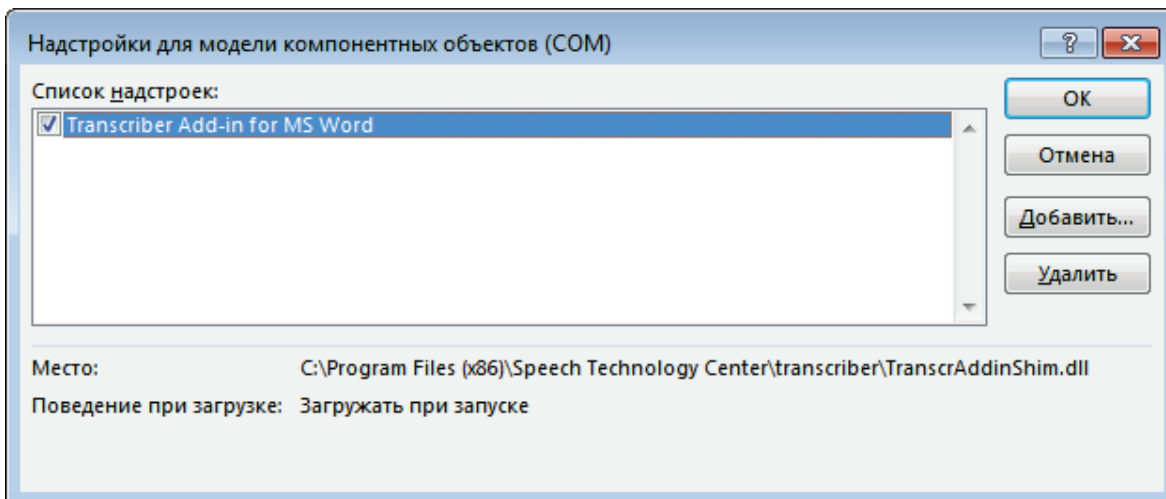 Надстройки для модели компонентных объектов (COM)
Список надстроек:
Transcriber Add-in for MS Word
ОК
Отмена
Добавить...
Удалить
Место: C:\Program Files (x86)\Speech Technology Center\transcriber\TranscrAddinShim.dll
Поведение при загрузке: Загружать при запуске